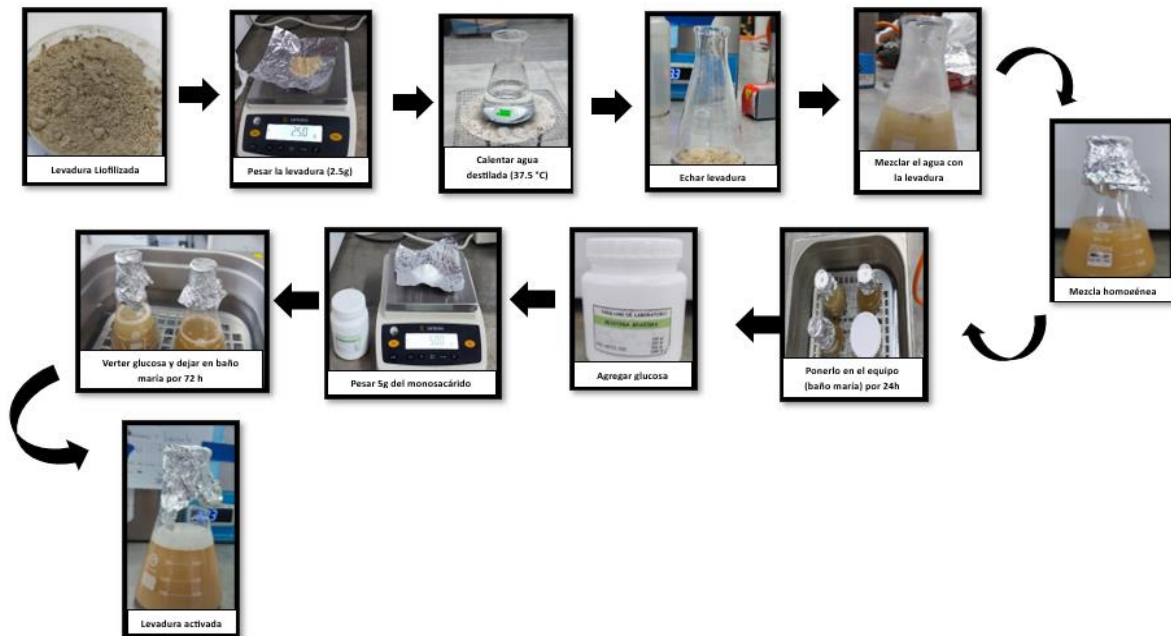 Levadura Liofilizada
Pesar la levadura (2.5g)
Calentar agua
destilada (37.5 °C)
Echar levadura
Mezclar el agua con
la levadura
Mezcla homogénea
Ponerlo en el equipo
(baño maría) por 24h
Agregar glucosa
Pesar 5g del monosacárido
Verter glucosa y dejar en baño
maría por 72 h
Levadura activada